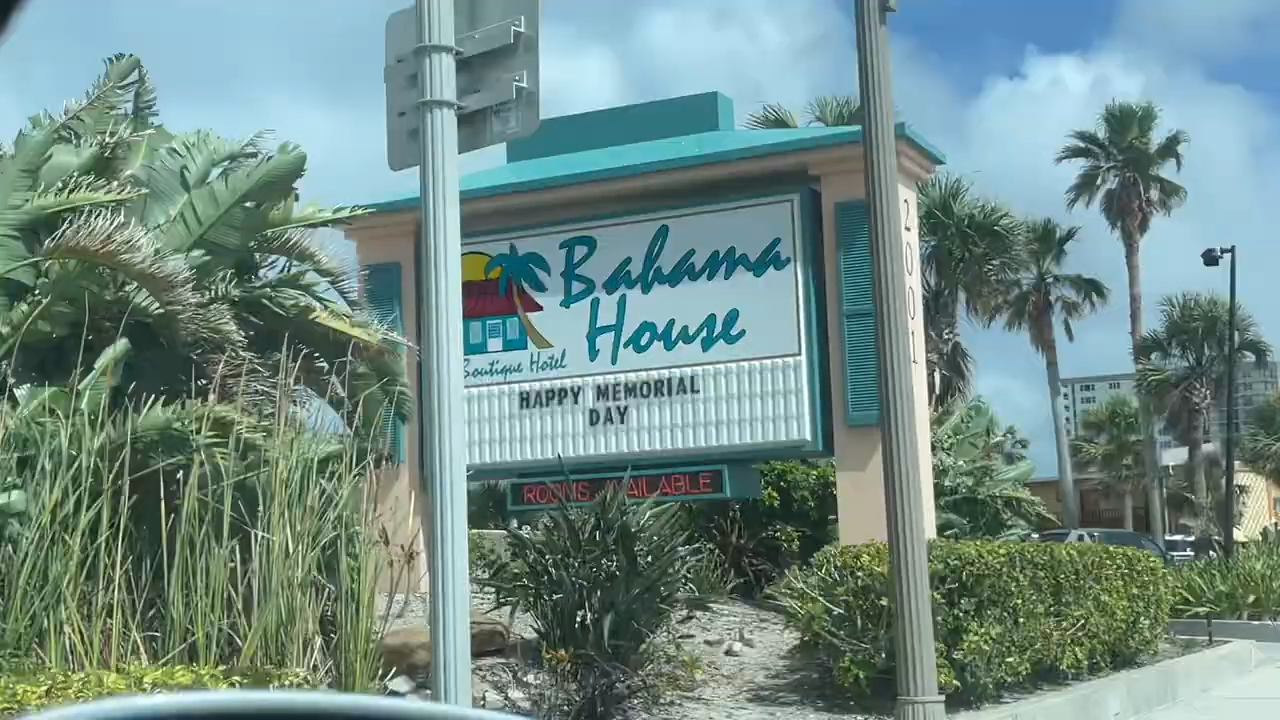 Bahama
House
Boutique Hotel
HAPPY MEMORIAL
DAY
ROOMS AVAILABLE
2001